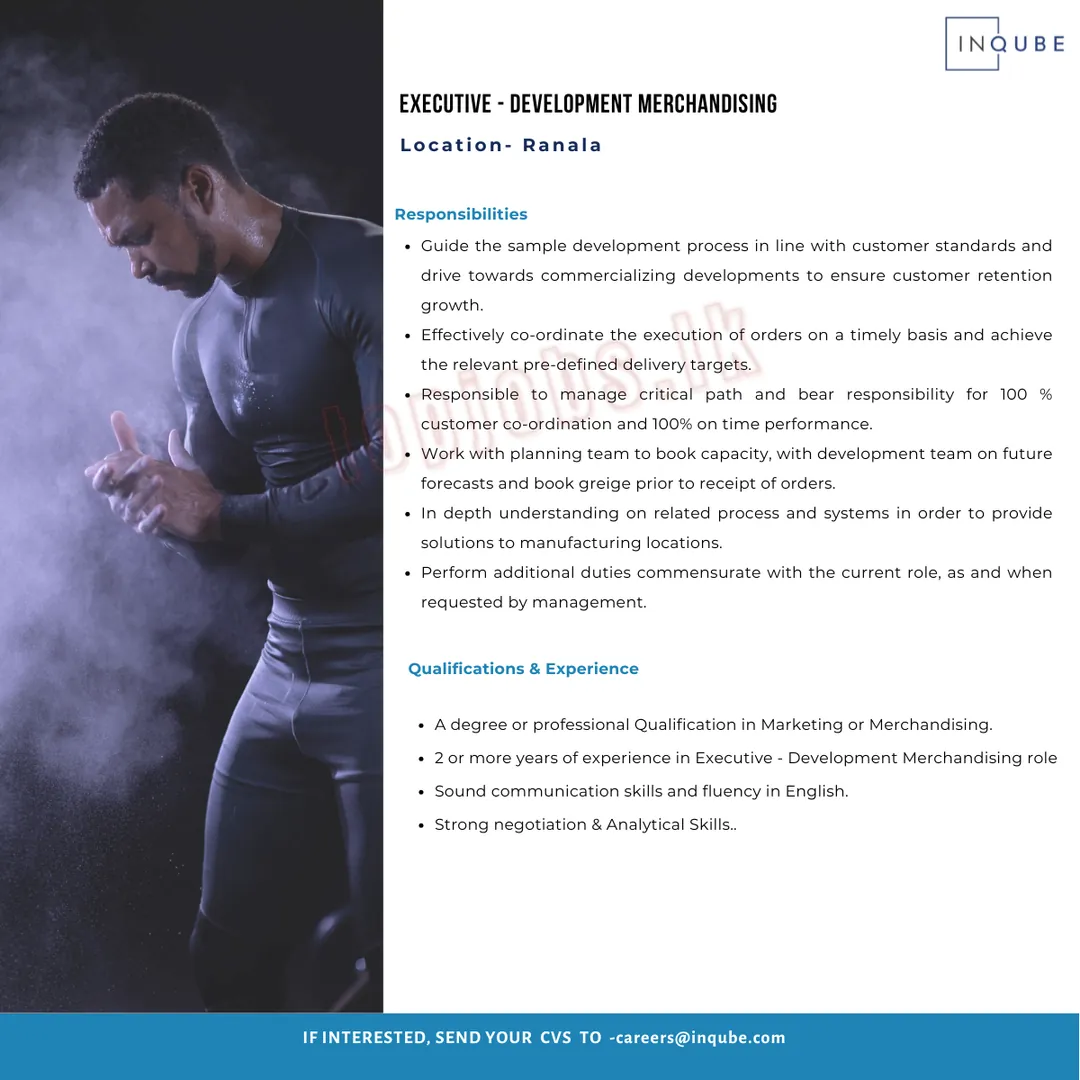 INQUBE
EXECUTIVE - DEVELOPMENT MERCHANDISING
Location- Ranala
Responsibilities
• Guide the sample development process in line with customer standards and
drive towards commercializing developments to ensure customer retention
growth.
• Effectively co-ordinate the execution of orders on a timely basis and achieve
the relevant pre-defined delivery targets.
• Responsible to manage critical path and bear responsibility for 100 %
customer co-ordination and 100% on time performance.
• Work with planning team to book capacity, with development team on future
forecasts and book greige prior to receipt of orders.
• In depth understanding on related process and systems in order to provide
solutions to manufacturing locations.
• Perform additional duties commensurate with the current role, as and when
requested by management.
topjobs.lk
Qualifications & Experience
• A degree or professional Qualification in Marketing or Merchandising.
• 2 or more years of experience in Executive - Development Merchandising role
• Sound communication skills and fluency in English.
• Strong negotiation & Analytical Skills..
IF INTERESTED, SEND YOUR CVS TO -careers@inqube.com